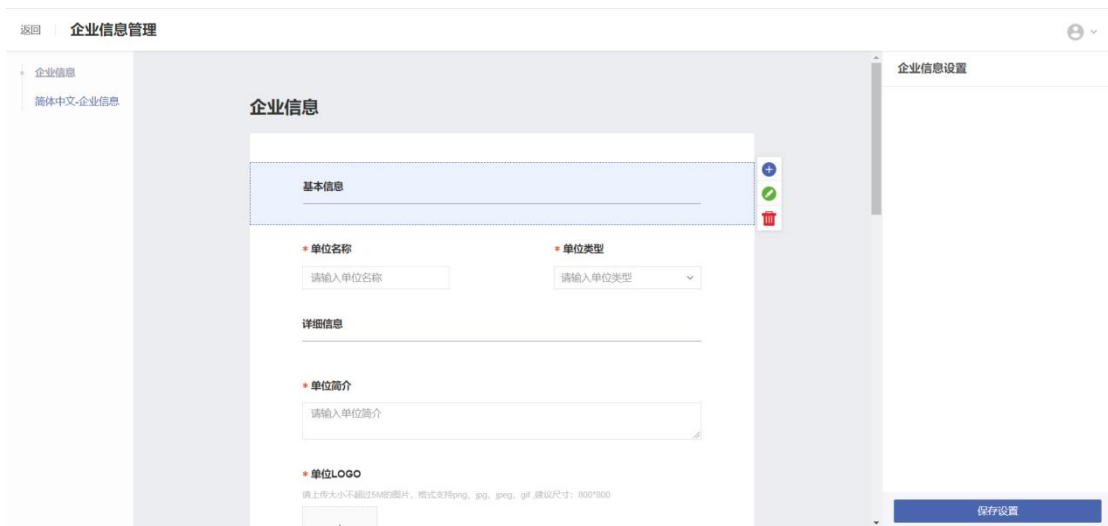 返回 企业信息管理
企业信息
简体中文-企业信息
企业信息
基本信息
* 单位名称 * 单位类型
请输入单位名称 请输入单位类型
详细信息
* 单位简介
请输入单位简介
* 单位LOGO
请上传大小不超过5M的图片，格式支持png、jpg、jpeg、gif ,建议尺寸：800*800
企业信息设置
保存设置